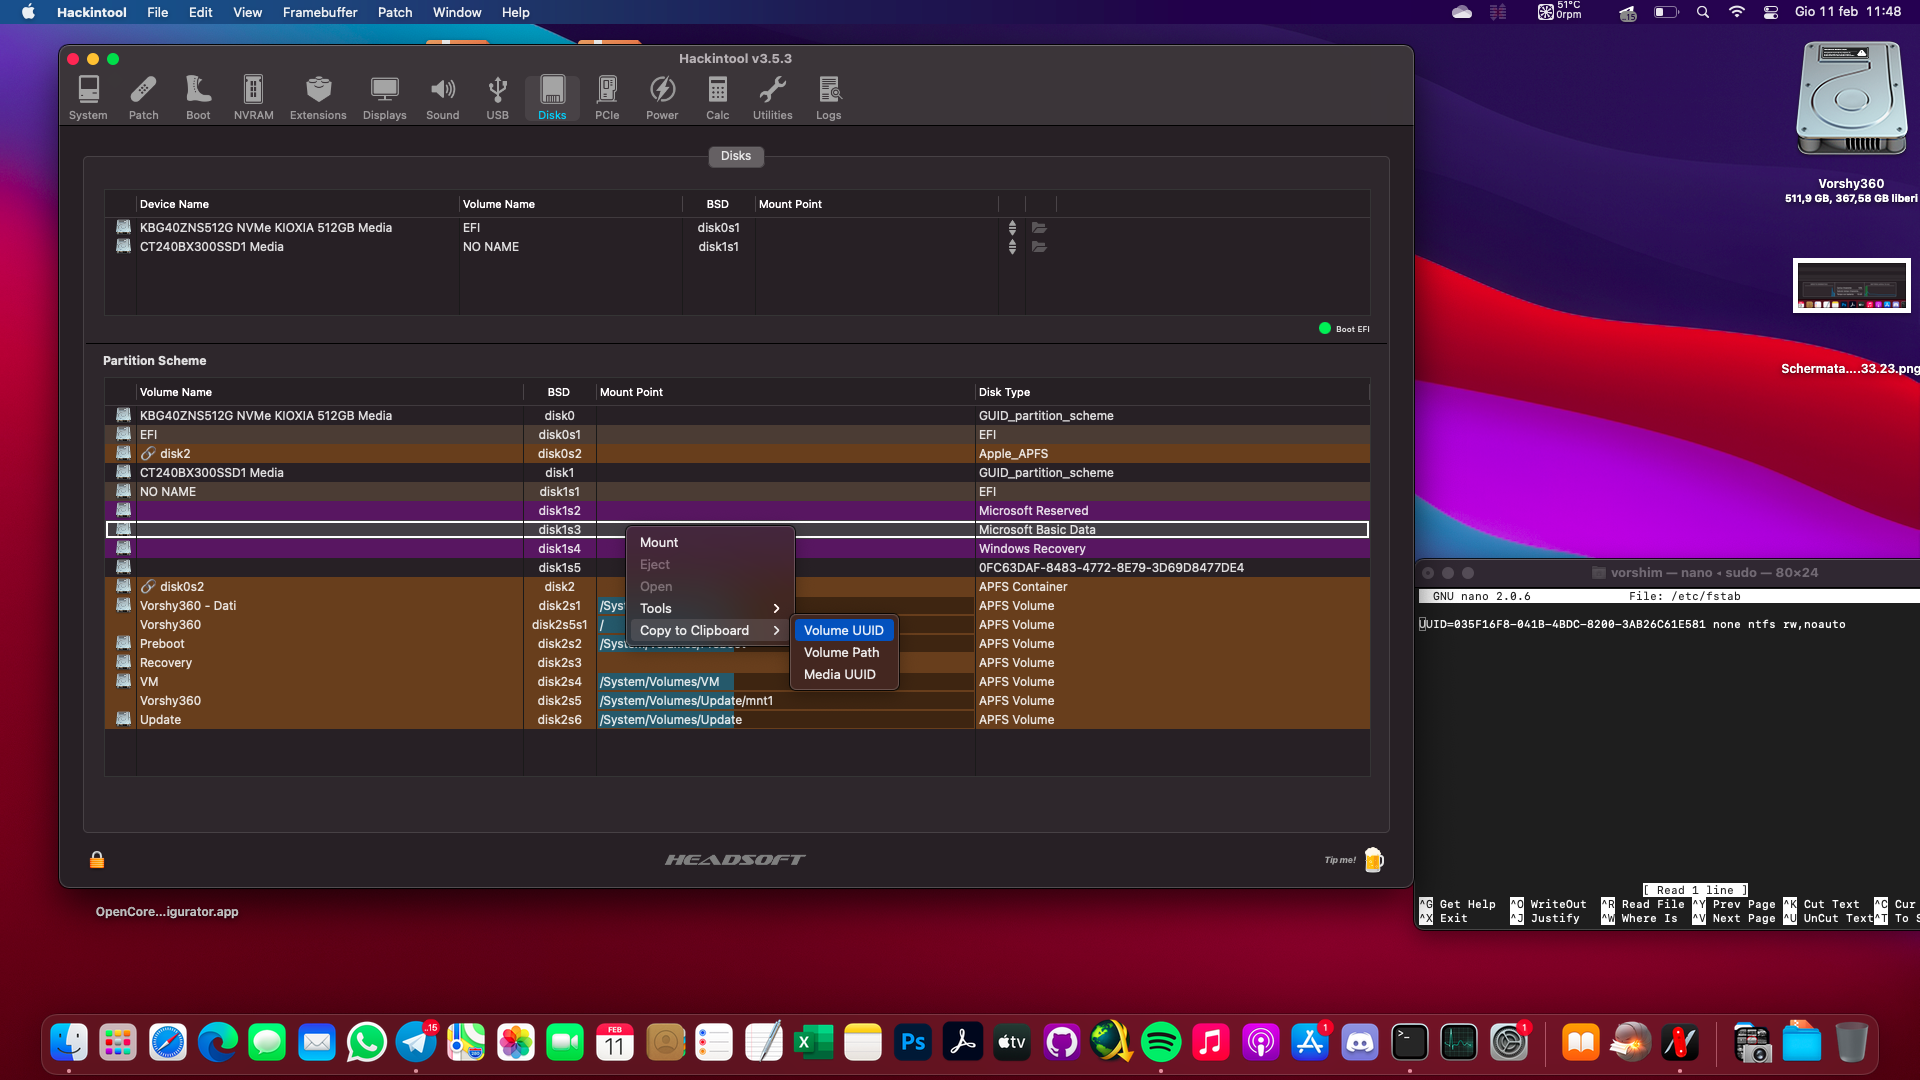 Hackintool File Edit View Framebuffer Patch Window Help
51°C
0rpm
Gio 11 feb 11:48
Hackintool v3.5.3
System Patch Boot NVRAM Extensions Displays Sound USB Disks PCIe Power Calc Utilities Logs
Disks
Device Name Volume Name BSD Mount Point
KBG40ZNS512G NVMe KIOXIA 512GB Media EFI disk0s1
CT240BX300SSD1 Media NO NAME disk1s1
Boot EFI
Partition Scheme
Volume Name BSD Mount Point Disk Type
KBG40ZNS512G NVMe KIOXIA 512GB Media disk0 GUID_partition_scheme
EFI disk0s1 EFI
disk2 disk0s2 Apple_APFS
CT240BX300SSD1 Media disk1 GUID_partition_scheme
NO NAME disk1s1 EFI
disk1s2 Microsoft Reserved
disk1s3 Microsoft Basic Data
disk1s4 Windows Recovery
disk1s5 0FC63DAF-8483-4772-8E79-3D69D8477DE4
disk0s2 disk2 APFS Container
Vorshy360 - Dati disk2s1 /Sys APFS Volume
Vorshy360 disk2s5s1 / APFS Volume
Preboot disk2s2 APFS Volume
Recovery disk2s3 APFS Volume
VM disk2s4 /System/Volumes/VM APFS Volume
Vorshy360 disk2s5 /System/Volumes/Update/mnt1 APFS Volume
Update disk2s6 /System/Volumes/Update APFS Volume
Mount
Eject
Open
Tools
Copy to Clipboard
Volume UUID
Volume Path
Media UUID
HEADSOFT
Tip me!
OpenCore...igurator.app
Vorshy360
511,9 GB, 367,58 GB liberi
Schermata....33.23.png
vorshim — nano ◂ sudo — 80×24
GNU nano 2.0.6 File: /etc/fstab
UUID=035F16F8-041B-4BDC-8200-3AB26C61E581 none ntfs rw,noauto
[ Read 1 line ]
^G Get Help ^O WriteOut ^R Read File ^Y Prev Page ^K Cut Text ^C Cur
^X Exit ^J Justify ^W Where Is ^V Next Page ^U UnCut Text ^T To S
FEB
11
Ps
tv
1
1